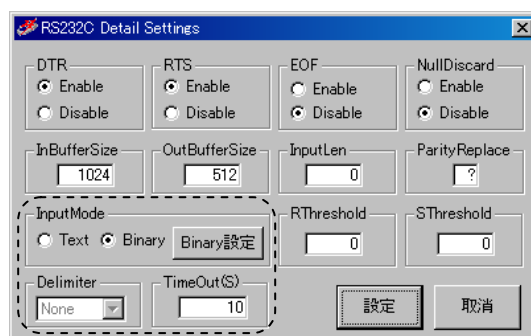 RS232C Detail Settings
DTR
Enable
Disable
RTS
Enable
Disable
EOF
Enable
Disable
NullDiscard
Enable
Disable
InBufferSize
1024
OutBufferSize
512
InputLen
0
ParityReplace
?
InputMode
Text
Binary
Binary設定
RThreshold
0
SThreshold
0
Delimiter
None
TimeOut(S)
10
設定
取消